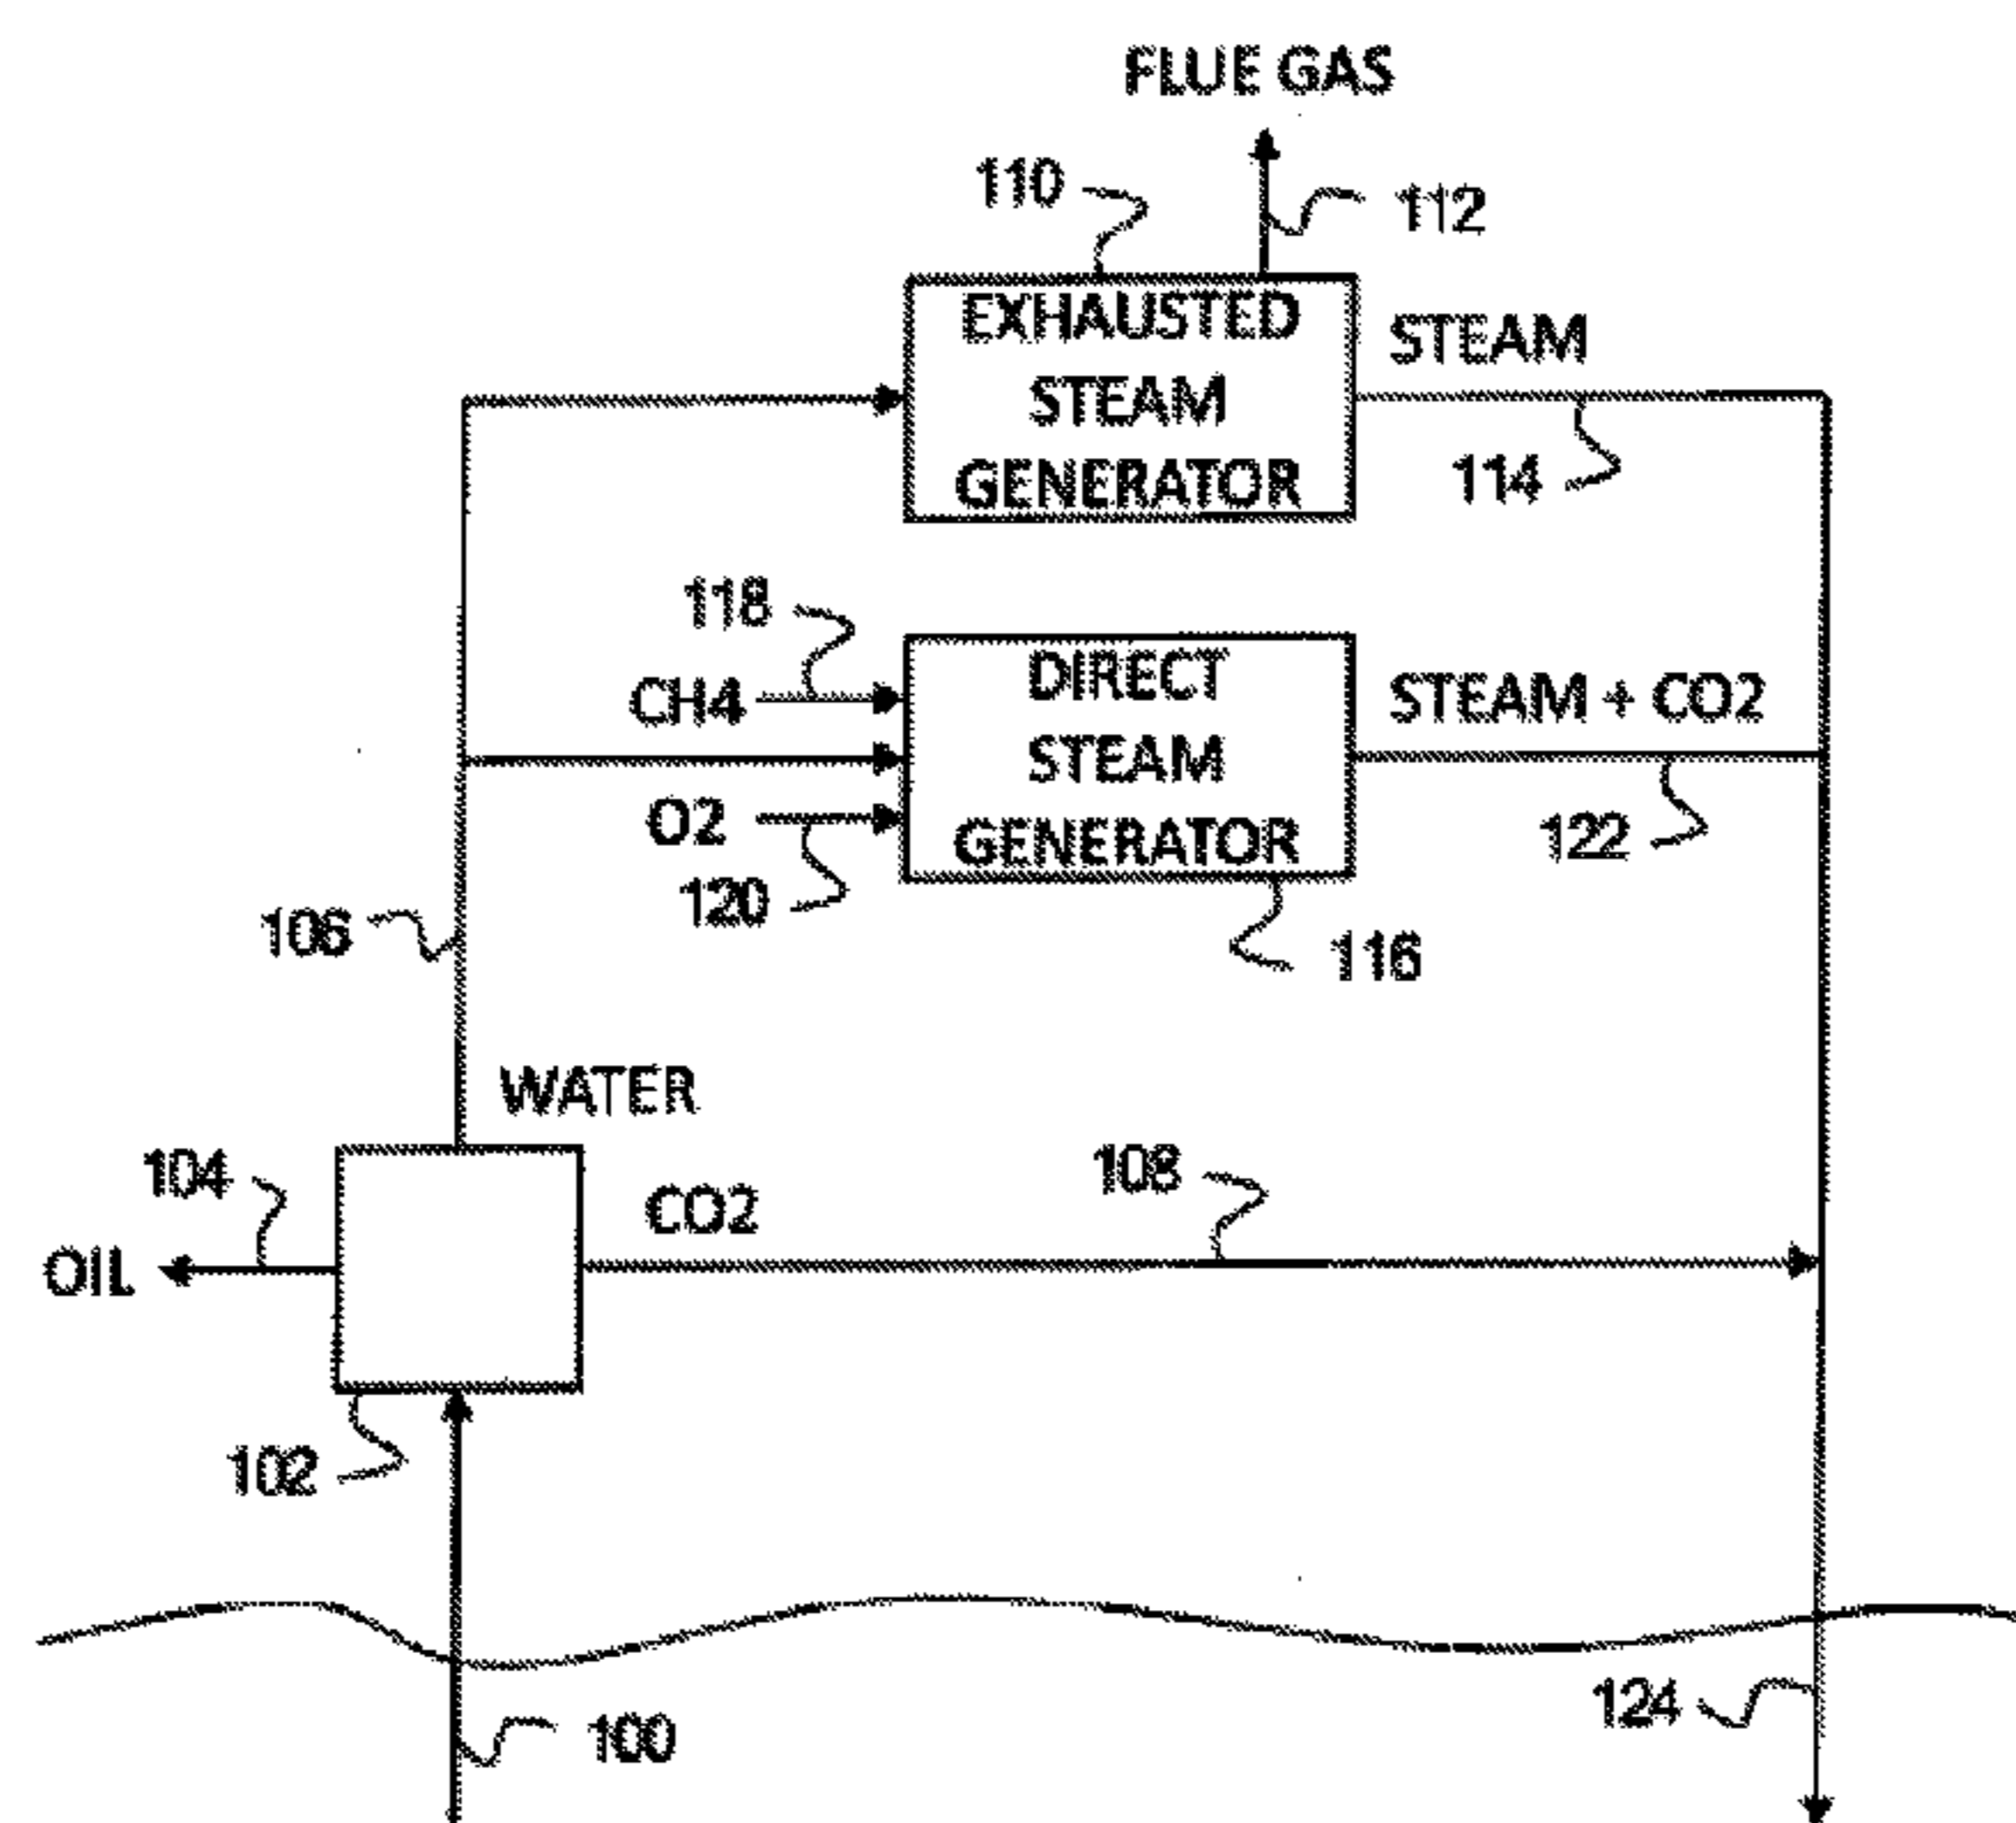 FLUE GAS
110
112
EXHAUSTED
STEAM
GENERATOR
STEAM
114
118
CH4
DIRECT
STEAM
GENERATOR
STEAM + CO2
O2
120
122
106
116
WATER
104
CO2
108
OIL
102
124
100